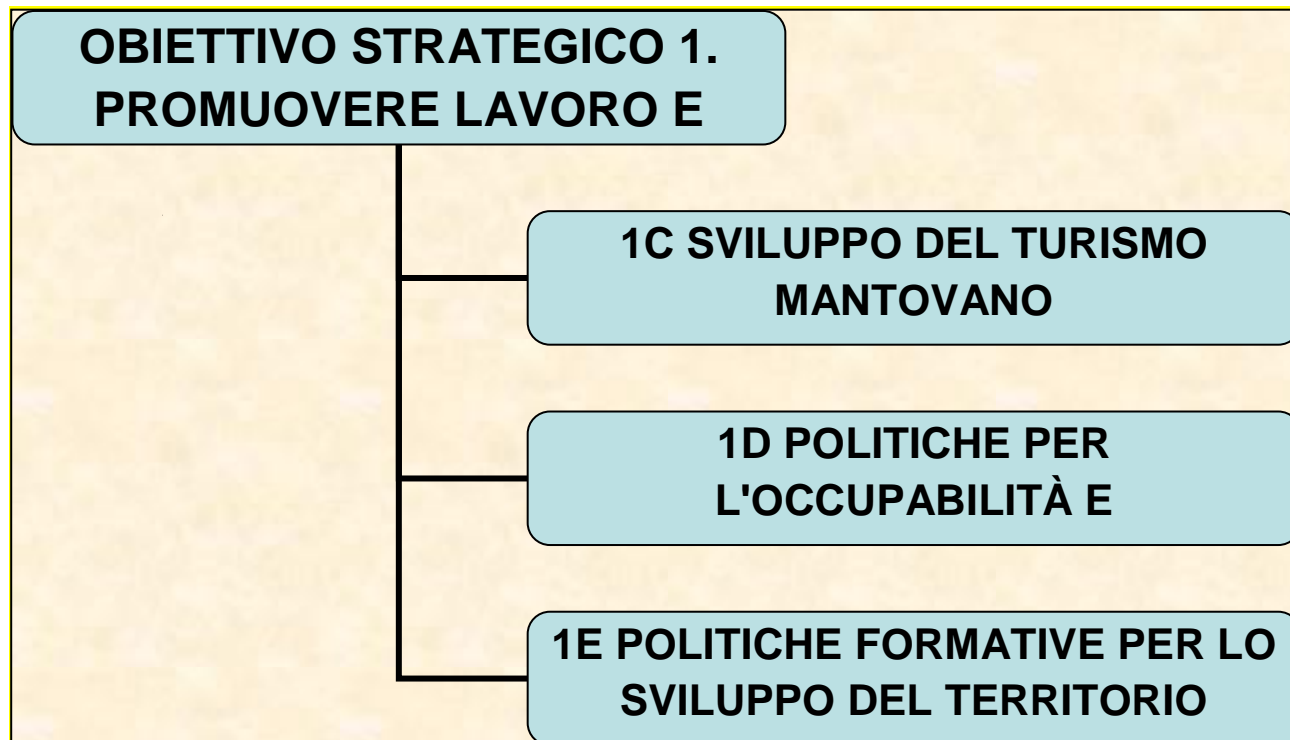 OBIETTIVO STRATEGICO 1.
PROMUOVERE LAVORO E
1C SVILUPPO DEL TURISMO
MANTOVANO
1D POLITICHE PER
L'OCCUPABILITÀ E
1E POLITICHE FORMATIVE PER LO
SVILUPPO DEL TERRITORIO